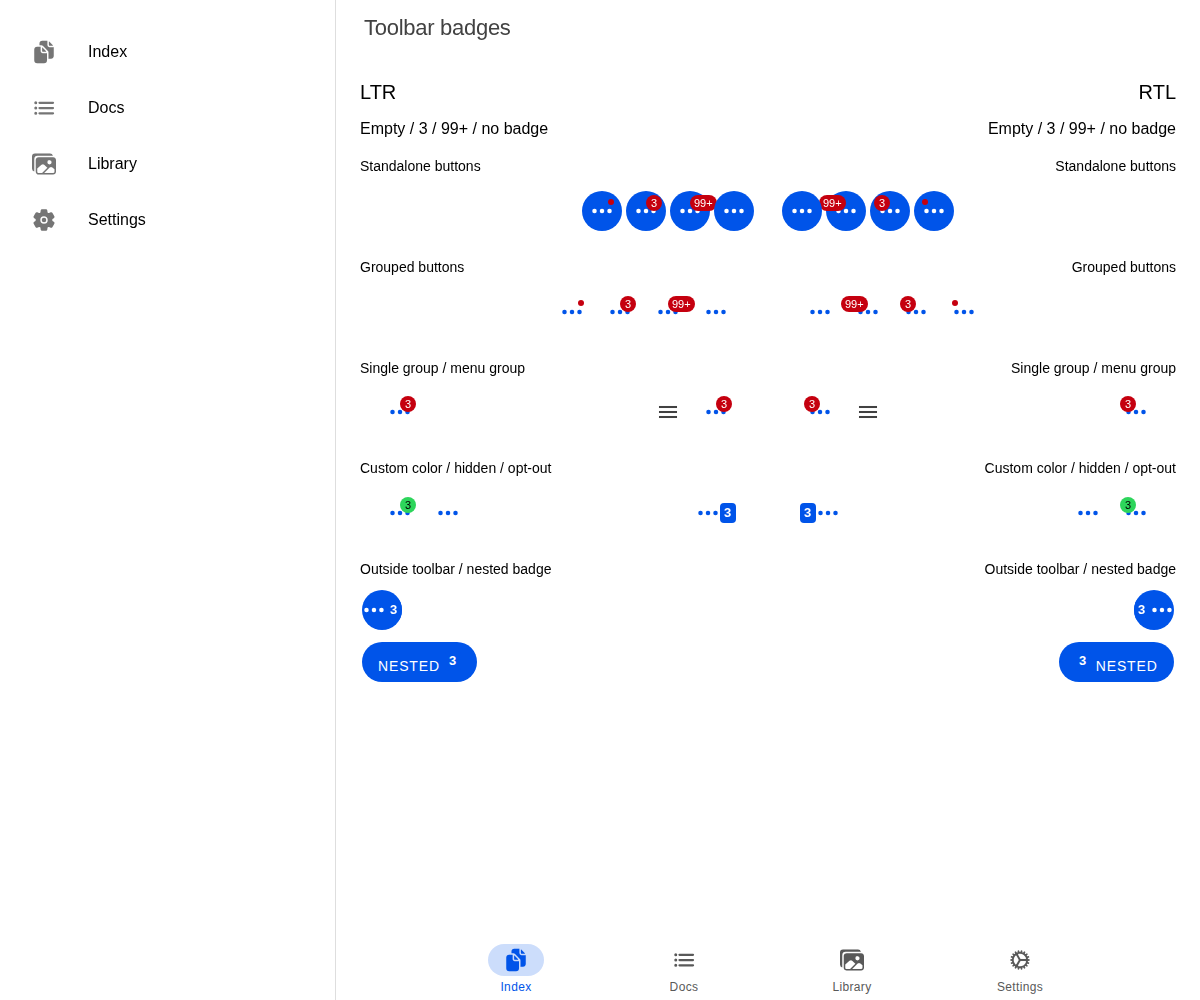 Index
Docs
Library
Settings
Toolbar badges
LTR
RTL
Empty / 3 / 99+ / no badge
Empty / 3 / 99+ / no badge
Standalone buttons
Standalone buttons
3
99+
99+
3
Grouped buttons
Grouped buttons
3
99+
99+
3
Single group / menu group
Single group / menu group
3
3
3
3
Custom color / hidden / opt-out
Custom color / hidden / opt-out
3
3
3
3
Outside toolbar / nested badge
Outside toolbar / nested badge
3
3
NESTED 3
3 NESTED
Index
Docs
Library
Settings